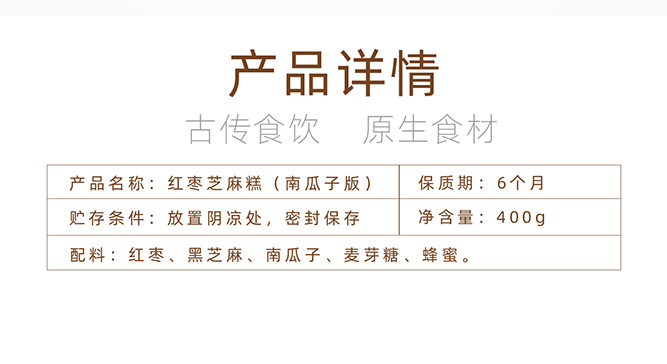 产品详情
古传食饮 原生食材
产品名称：红枣芝麻糕（南瓜子版） 保质期：6个月
贮存条件：放置阴凉处，密封保存 净含量：400g
配料：红枣、黑芝麻、南瓜子、麦芽糖、蜂蜜。